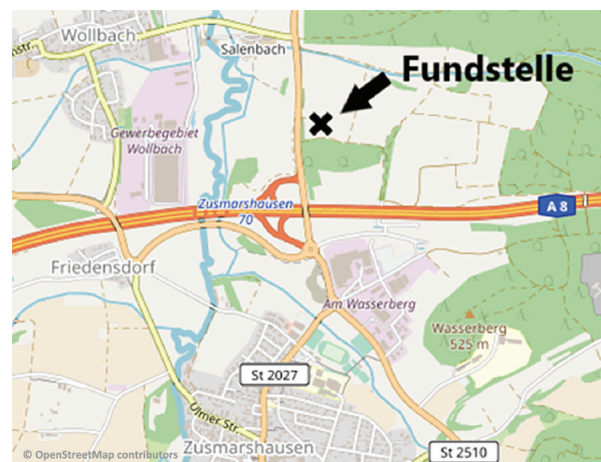 Wollbach
Salenbach
Fundstelle
Gewerbegebiet
Wollbach
Zusmarshausen
70
A 8
Friedensdorf
Am Wasserberg
Wasserberg
525 m
St 2027
Ulmer Str.
Zusmarshausen
St 2510
© OpenStreetMap contributors